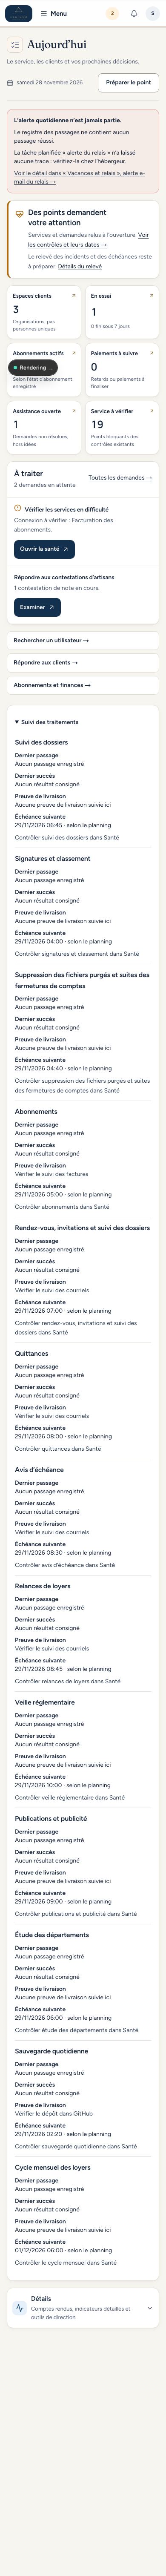 Menu
2
S
Aujourd'hui
Le service, les clients et vos prochaines décisions.
samedi 28 novembre 2026
Préparer le point
L'alerte quotidienne n'est jamais partie.
Le registre des passages ne contient aucun
passage réussi.
La tâche planifiée « alerte du relais » n'a laissé
aucune trace : vérifiez-la chez l'hébergeur.
Voir le détail dans « Vacances et relais », alerte e-
mail du relais →
Des points demandent
votre attention
Services et demandes relus à l'ouverture. Voir
les contrôles et leurs dates →
Le relevé des incidents et des échéances reste
à préparer. Détails du relevé
Espaces clients
3
Organisations, pas
personnes uniques
En essai
1
0 fin sous 7 jours
Abonnements actifs
Rendering ...
Selon l'état d'abonnement
enregistré
Paiements à suivre
0
Retards ou paiements à
finaliser
Assistance ouverte
1
Demandes non résolues,
hors idées
Service à vérifier
19
Points bloquants des
contrôles existants
À traiter
2 demandes en attente
Toutes les demandes →
Vérifier les services en difficulté
Connexion à vérifier : Facturation des
abonnements.
Ouvrir la santé
Répondre aux contestations d'artisans
1 contestation de note en cours.
Examiner
Rechercher un utilisateur →
Répondre aux clients →
Abonnements et finances →
Suivi des traitements
Suivi des dossiers
Dernier passage
Aucun passage enregistré
Dernier succès
Aucun résultat consigné
Preuve de livraison
Aucune preuve de livraison suivie ici
Échéance suivante
29/11/2026 06:45 · selon le planning
Contrôler suivi des dossiers dans Santé
Signatures et classement
Dernier passage
Aucun passage enregistré
Dernier succès
Aucun résultat consigné
Preuve de livraison
Aucune preuve de livraison suivie ici
Échéance suivante
29/11/2026 04:00 · selon le planning
Contrôler signatures et classement dans Santé
Suppression des fichiers purgés et suites des
fermetures de comptes
Dernier passage
Aucun passage enregistré
Dernier succès
Aucun résultat consigné
Preuve de livraison
Aucune preuve de livraison suivie ici
Échéance suivante
29/11/2026 04:40 · selon le planning
Contrôler suppression des fichiers purgés et suites
des fermetures de comptes dans Santé
Abonnements
Dernier passage
Aucun passage enregistré
Dernier succès
Aucun résultat consigné
Preuve de livraison
Vérifier le suivi des factures
Échéance suivante
29/11/2026 05:00 · selon le planning
Contrôler abonnements dans Santé
Rendez-vous, invitations et suivi des dossiers
Dernier passage
Aucun passage enregistré
Dernier succès
Aucun résultat consigné
Preuve de livraison
Vérifier le suivi des courriels
Échéance suivante
29/11/2026 07:00 · selon le planning
Contrôler rendez-vous, invitations et suivi des
dossiers dans Santé
Quittances
Dernier passage
Aucun passage enregistré
Dernier succès
Aucun résultat consigné
Preuve de livraison
Vérifier le suivi des courriels
Échéance suivante
29/11/2026 08:00 · selon le planning
Contrôler quittances dans Santé
Avis d'échéance
Dernier passage
Aucun passage enregistré
Dernier succès
Aucun résultat consigné
Preuve de livraison
Vérifier le suivi des courriels
Échéance suivante
29/11/2026 08:30 · selon le planning
Contrôler avis d'échéance dans Santé
Relances de loyers
Dernier passage
Aucun passage enregistré
Dernier succès
Aucun résultat consigné
Preuve de livraison
Vérifier le suivi des courriels
Échéance suivante
29/11/2026 08:45 · selon le planning
Contrôler relances de loyers dans Santé
Veille réglementaire
Dernier passage
Aucun passage enregistré
Dernier succès
Aucun résultat consigné
Preuve de livraison
Aucune preuve de livraison suivie ici
Échéance suivante
29/11/2026 10:00 · selon le planning
Contrôler veille réglementaire dans Santé
Publications et publicité
Dernier passage
Aucun passage enregistré
Dernier succès
Aucun résultat consigné
Preuve de livraison
Aucune preuve de livraison suivie ici
Échéance suivante
29/11/2026 09:00 · selon le planning
Contrôler publications et publicité dans Santé
Étude des départements
Dernier passage
Aucun passage enregistré
Dernier succès
Aucun résultat consigné
Preuve de livraison
Aucune preuve de livraison suivie ici
Échéance suivante
29/11/2026 06:00 · selon le planning
Contrôler étude des départements dans Santé
Sauvegarde quotidienne
Dernier passage
Aucun passage enregistré
Dernier succès
Aucun résultat consigné
Preuve de livraison
Vérifier le dépôt dans GitHub
Échéance suivante
29/11/2026 02:20 · selon le planning
Contrôler sauvegarde quotidienne dans Santé
Cycle mensuel des loyers
Dernier passage
Aucun passage enregistré
Dernier succès
Aucun résultat consigné
Preuve de livraison
Aucune preuve de livraison suivie ici
Échéance suivante
01/12/2026 06:00 · selon le planning
Contrôler le cycle mensuel dans Santé
Détails
Comptes rendus, indicateurs détaillés et
outils de direction